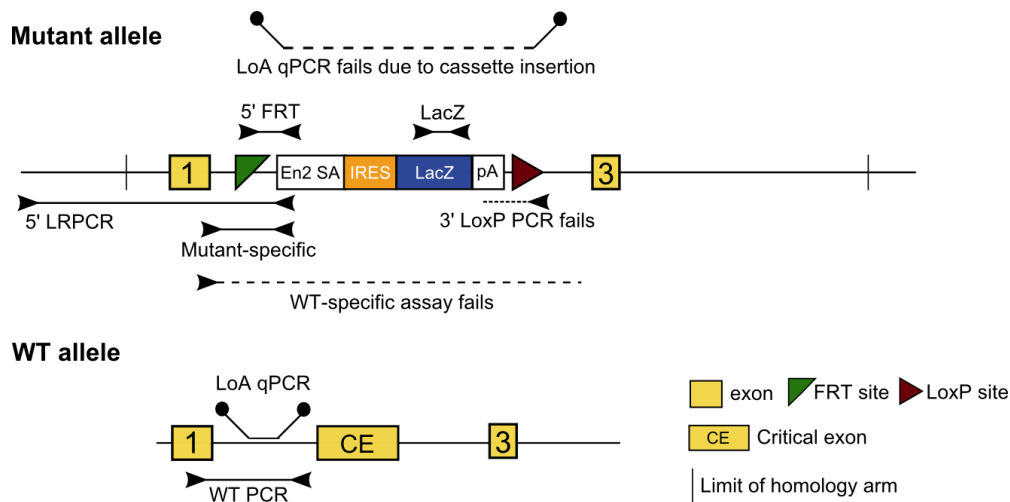 Mutant allele
LoA qPCR fails due to cassette insertion
5' FRT
LacZ
1
En2 SA
IRES
LacZ
pA
3
5' LRPCR
3' LoxP PCR fails
Mutant-specific
WT-specific assay fails
WT allele
LoA qPCR
1
CE
3
WT PCR
exon
FRT site
LoxP site
CE
Critical exon
Limit of homology arm